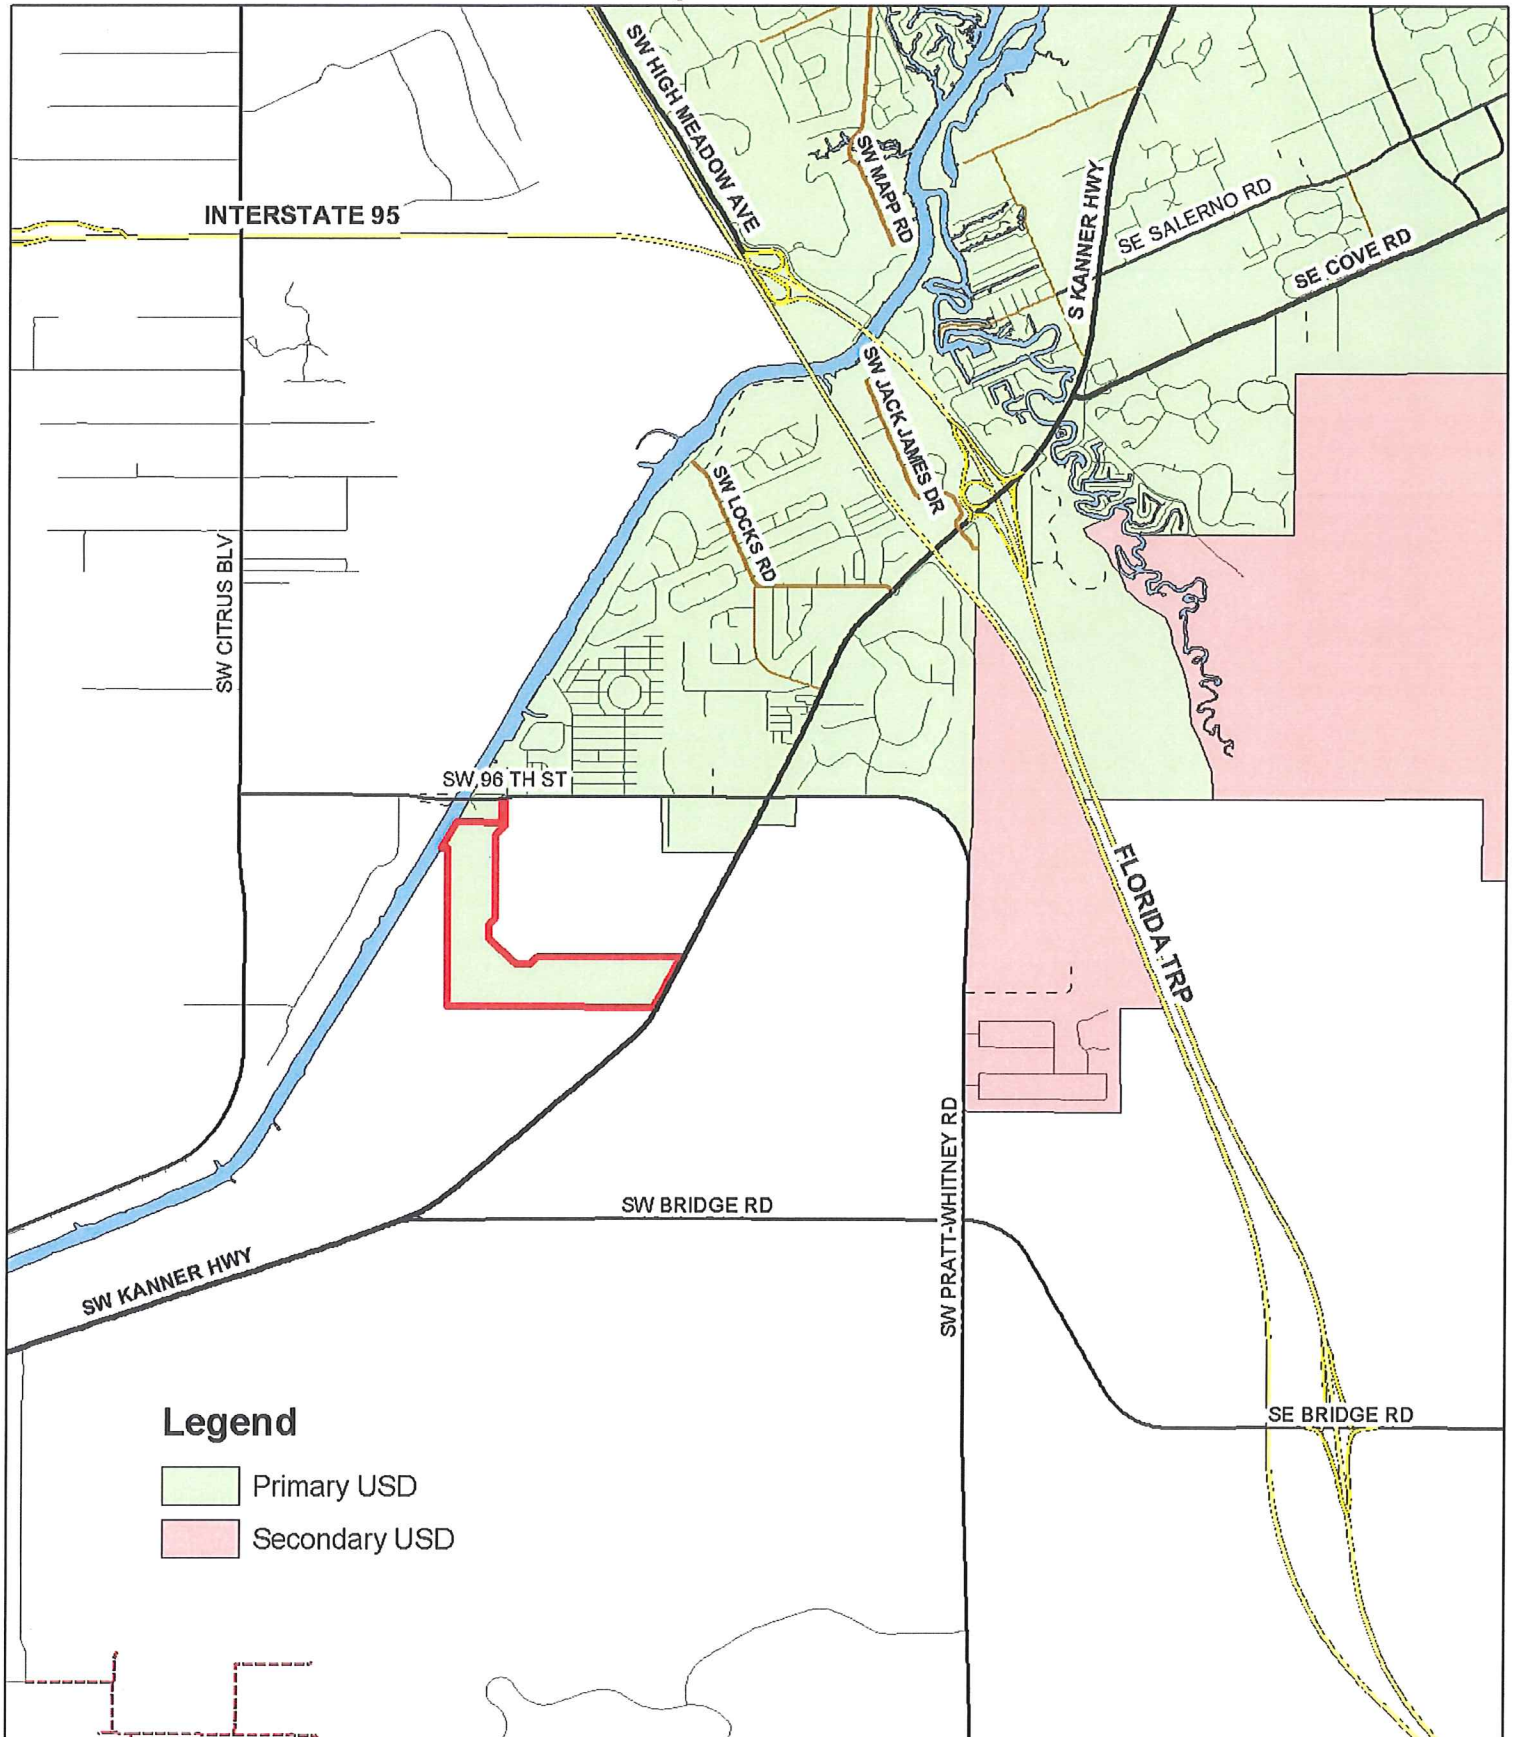 SW HIGH MEADOW AVE
SW MAPP RD
INTERSTATE 95
S KANNER HWY
SE SALERNO RD
SE COVE RD
SW JACK JAMES DR
SW LOCKS RD
SW CITRUS BLV
SW 96 TH ST
FLORIDA TRP
SW PRATT-WHITNEY RD
SW BRIDGE RD
SW KANNER HWY
SE BRIDGE RD
Legend
Primary USD
Secondary USD